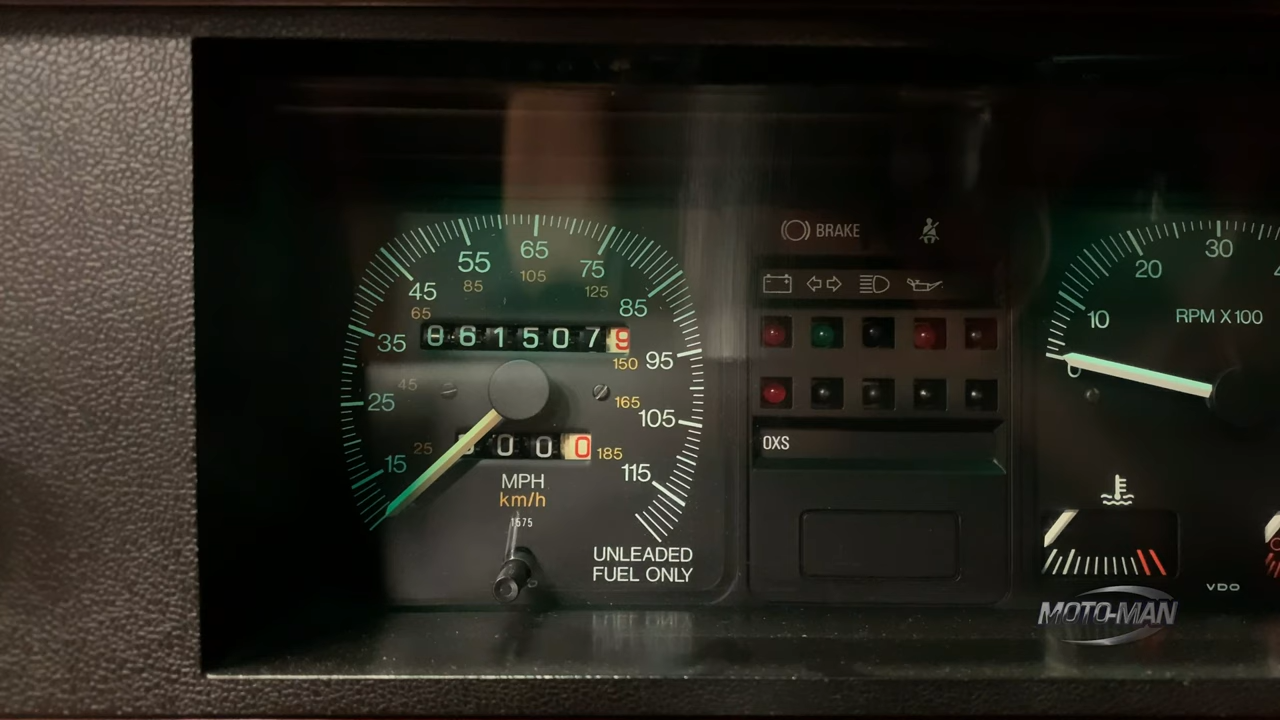 55 65 75
85 105 125
45 85
65
0615079
35 150 95
45
25 165 105
25 000 185
15 115
MPH
km/h
1575
UNLEADED
FUEL ONLY
BRAKE
OXS
10 20 30
RPM X 100
0
VDO
MOTO-MAN